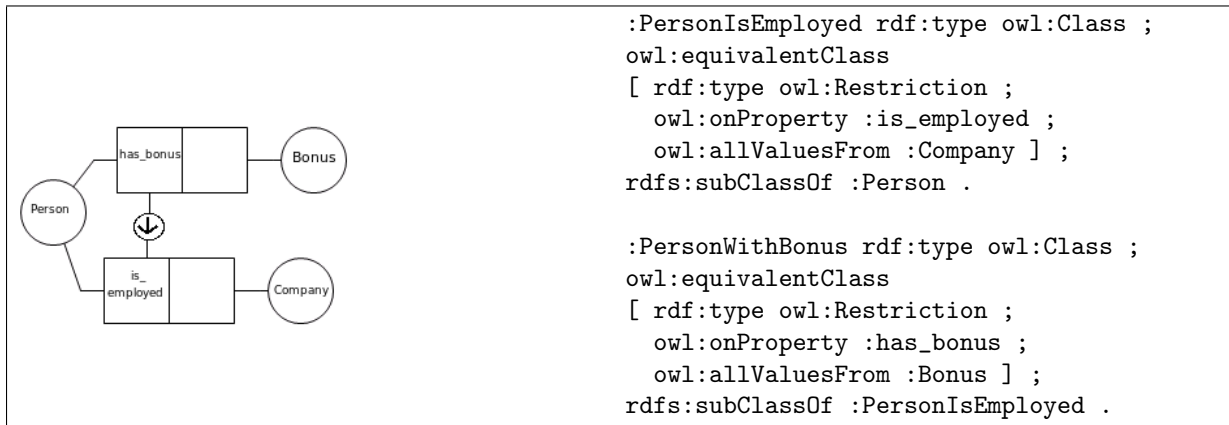 has_bonus
Bonus
Person
is_
employed
Company
:PersonIsEmployed rdf:type owl:Class ;
owl:equivalentClass
[ rdf:type owl:Restriction ;
owl:onProperty :is_employed ;
owl:allValuesFrom :Company ] ;
rdfs:subClassOf :Person .
:PersonWithBonus rdf:type owl:Class ;
owl:equivalentClass
[ rdf:type owl:Restriction ;
owl:onProperty :has_bonus ;
owl:allValuesFrom :Bonus ] ;
rdfs:subClassOf :PersonIsEmployed .